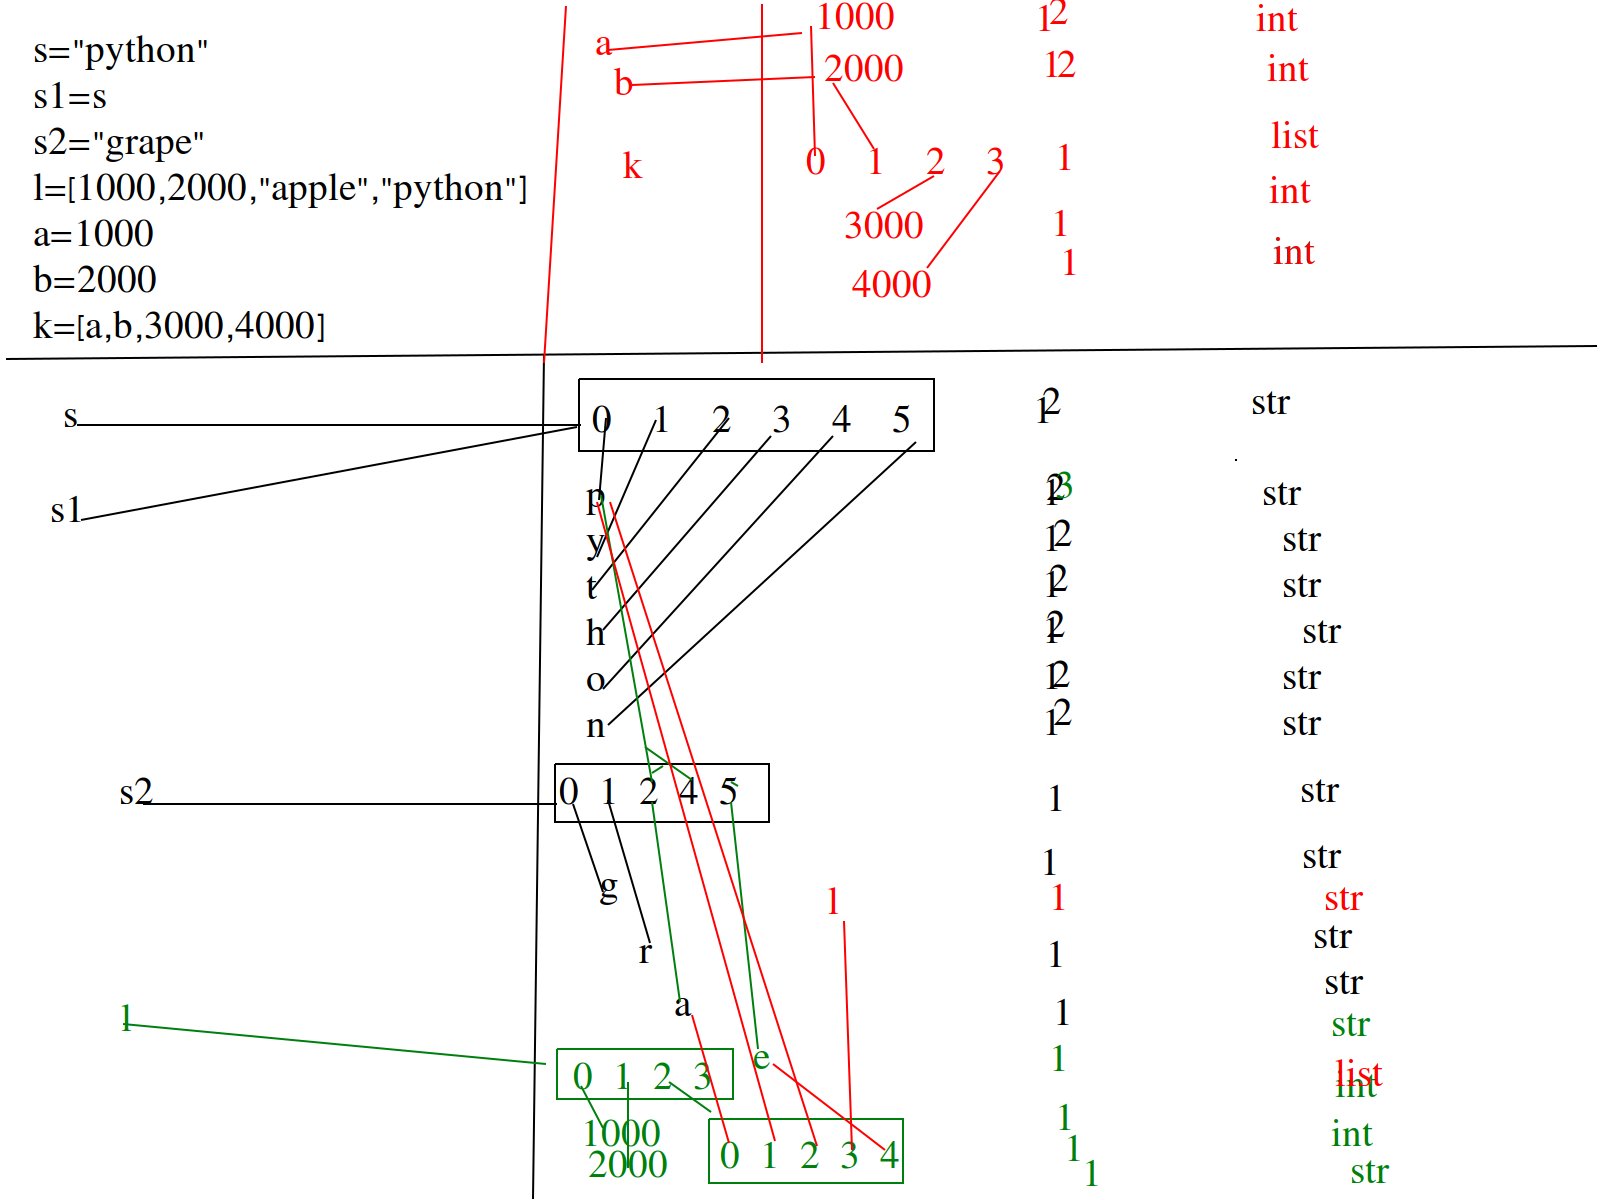 s="python"
s1=s
s2="grape"
l=[1000,2000,"apple","python"]
a=1000
b=2000
k=[a,b,3000,4000]
a 1000 12 int
b 2000 12 int
list
k 0 1 2 3 1
int
3000 1
int
1
4000
s 0 1 2 3 4 5 12 str
s1
p 123 str
y 12 str
t 12 str
h 12 str
o 12 str
n 12 str
s2 0 1 2 4 5 1 str
1 str
g l 1 str
r 1 str
str
a 1
l str
e 1
0 1 2 3 list
int
1000 1 int
2000 1
0 1 2 3 4 1 str